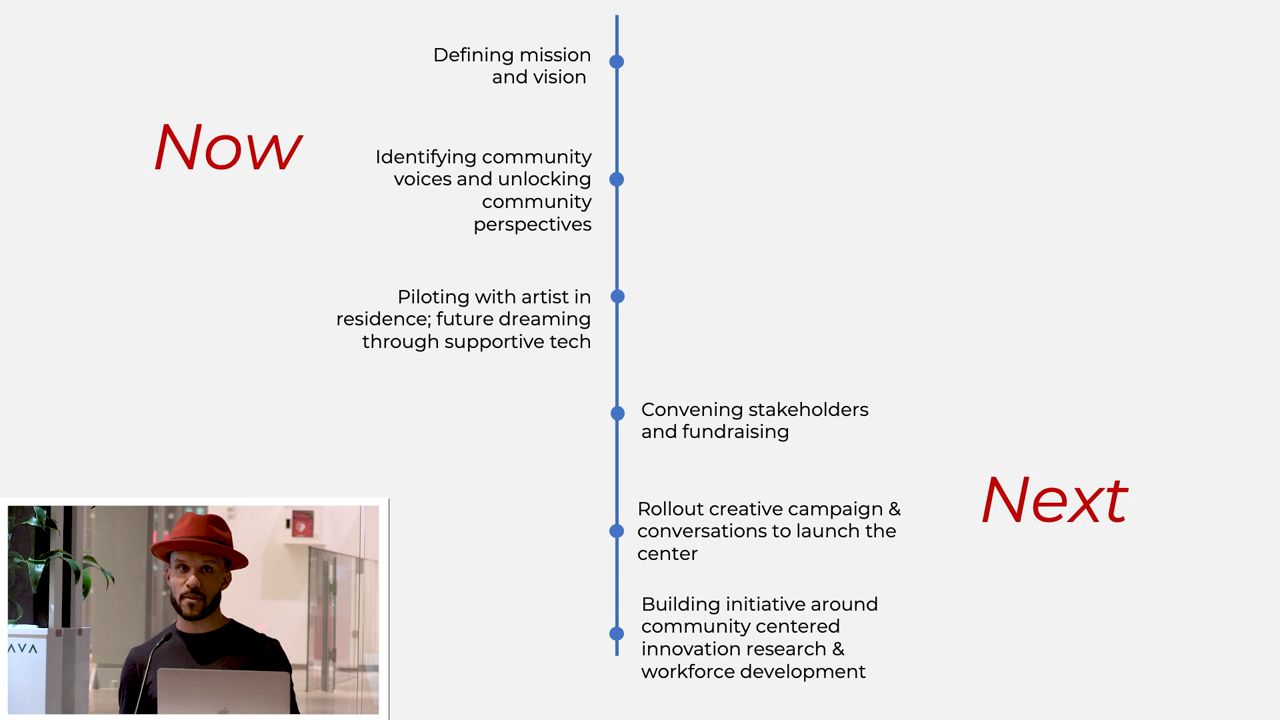 Defining mission
and vision
Now
Identifying community
voices and unlocking
community
perspectives
Piloting with artist in
residence; future dreaming
through supportive tech
Convening stakeholders
and fundraising
Next
Rollout creative campaign &
conversations to launch the
center
Building initiative around
community centered
innovation research &
workforce development
AVA